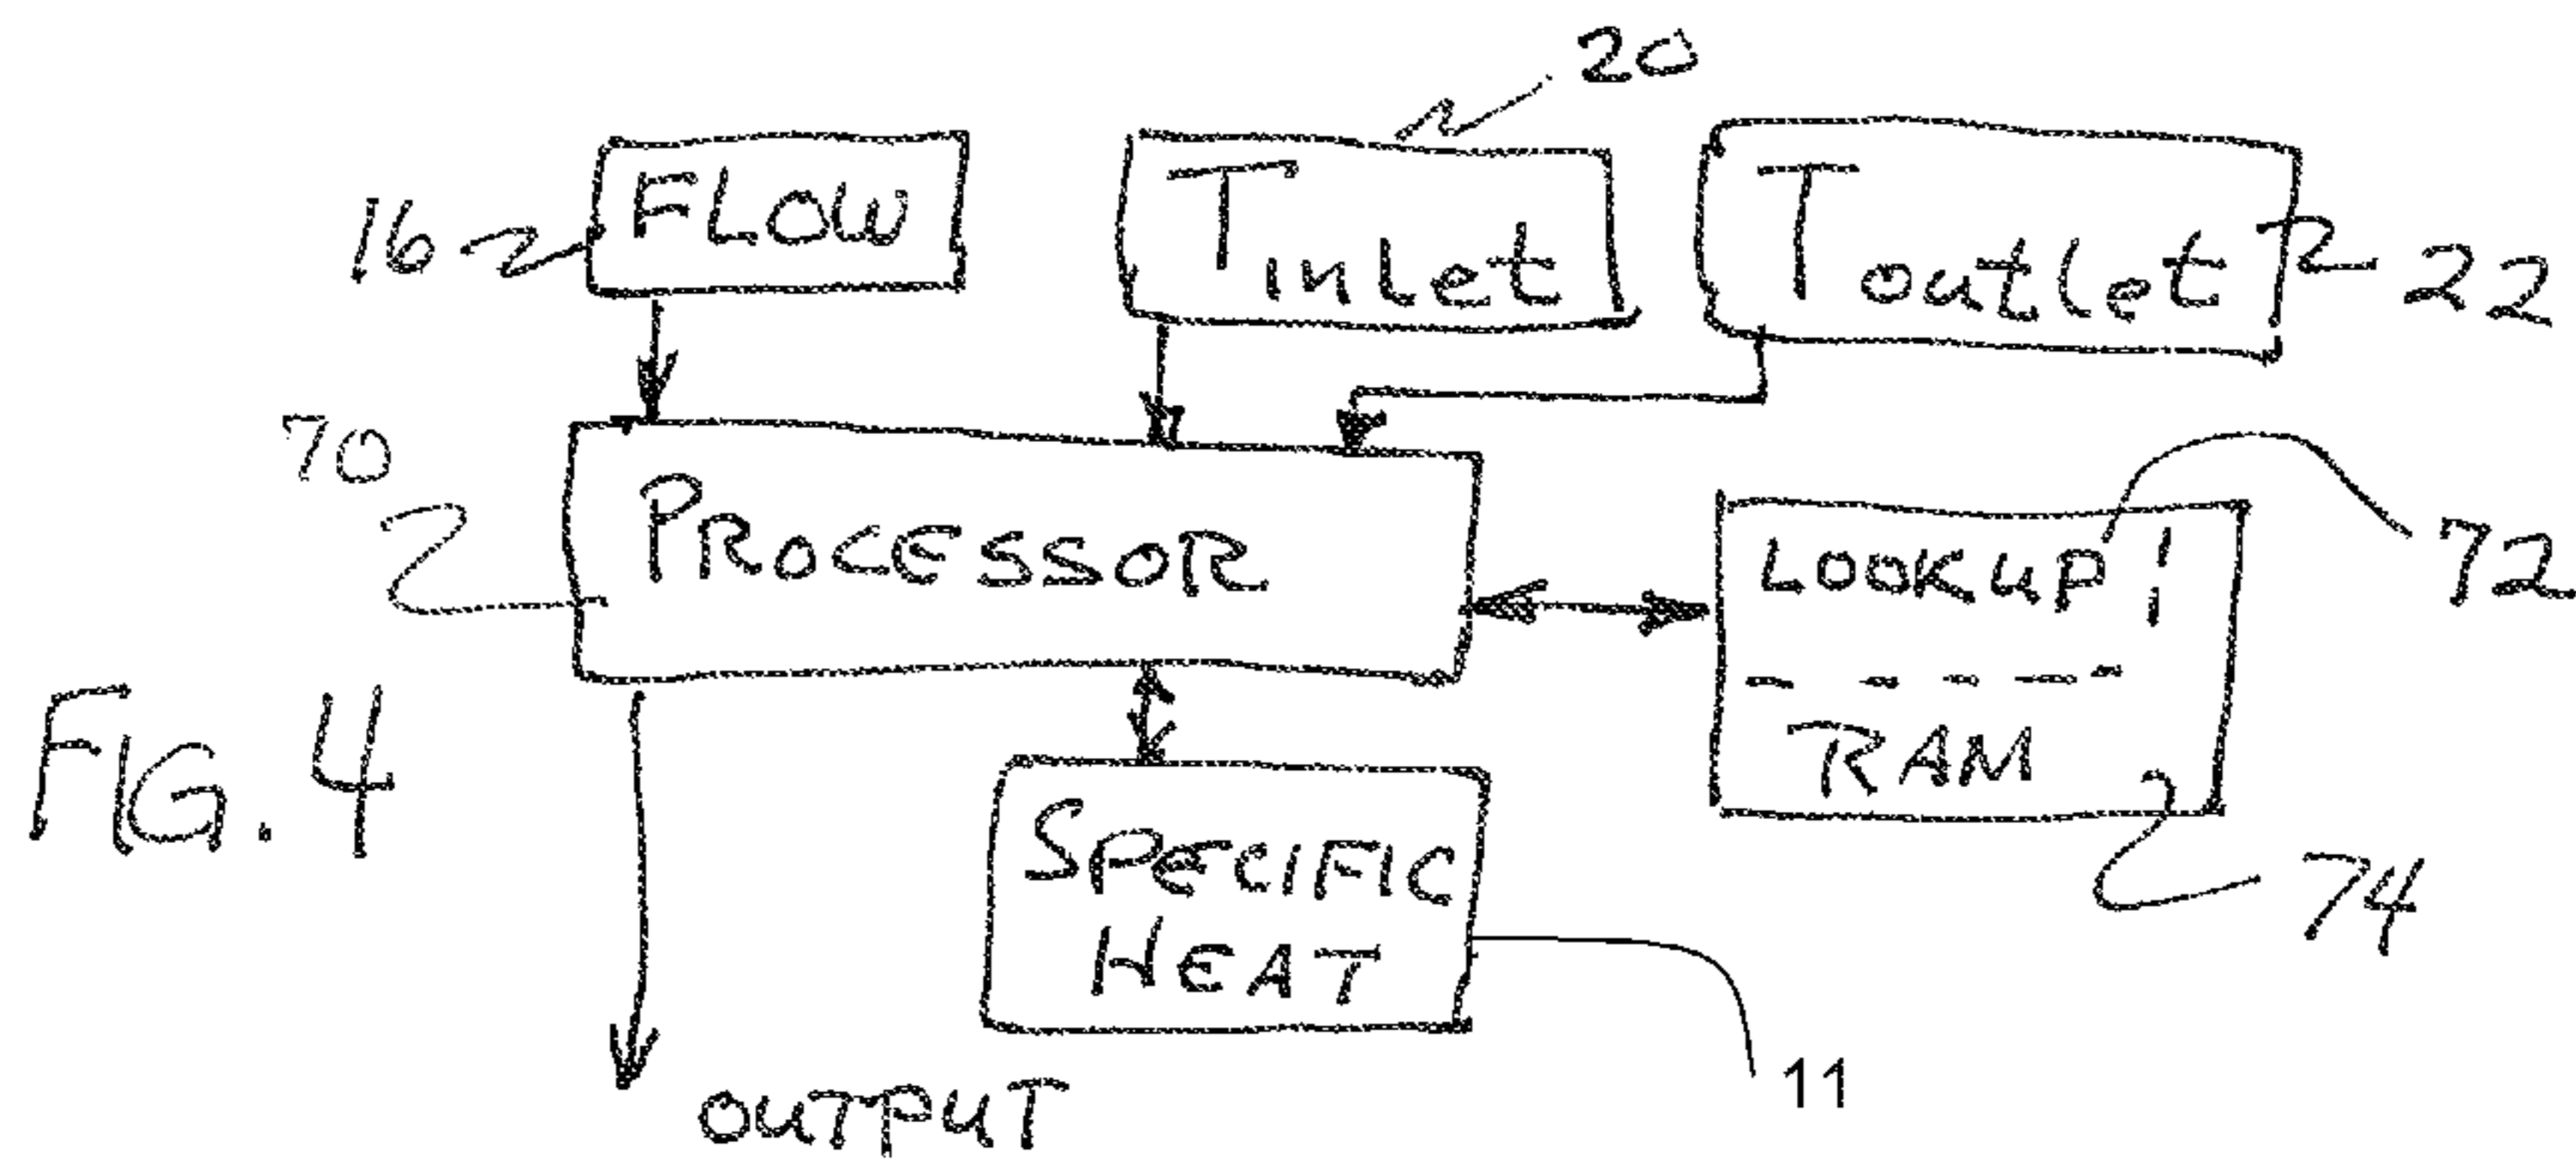 20
FLOW
Tinlet
Toutlet
16
22
70
PROCESSOR
LOOKUP
72
RAM
FIG. 4
SPECIFIC
HEAT
74
11
OUTPUT